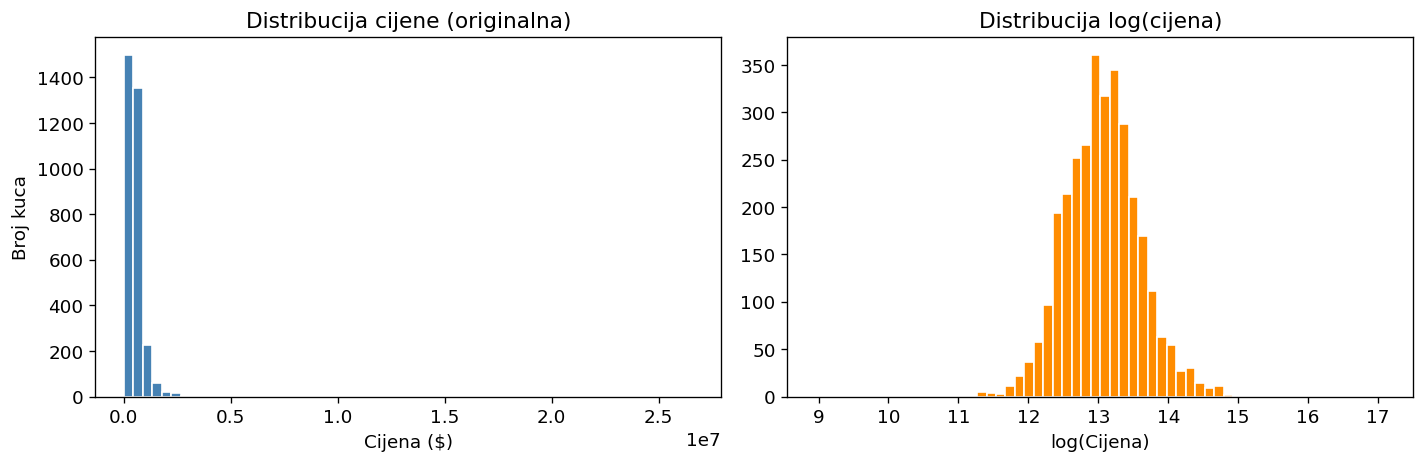 Distribucija cijene (originalna)
1400
1200
1000
800
600
400
200
0
Broj kuca
0.0 0.5 1.0 1.5 2.0 2.5
1e7
Cijena ($)
Distribucija log(cijena)
350
300
250
200
150
100
50
0
9 10 11 12 13 14 15 16 17
log(Cijena)